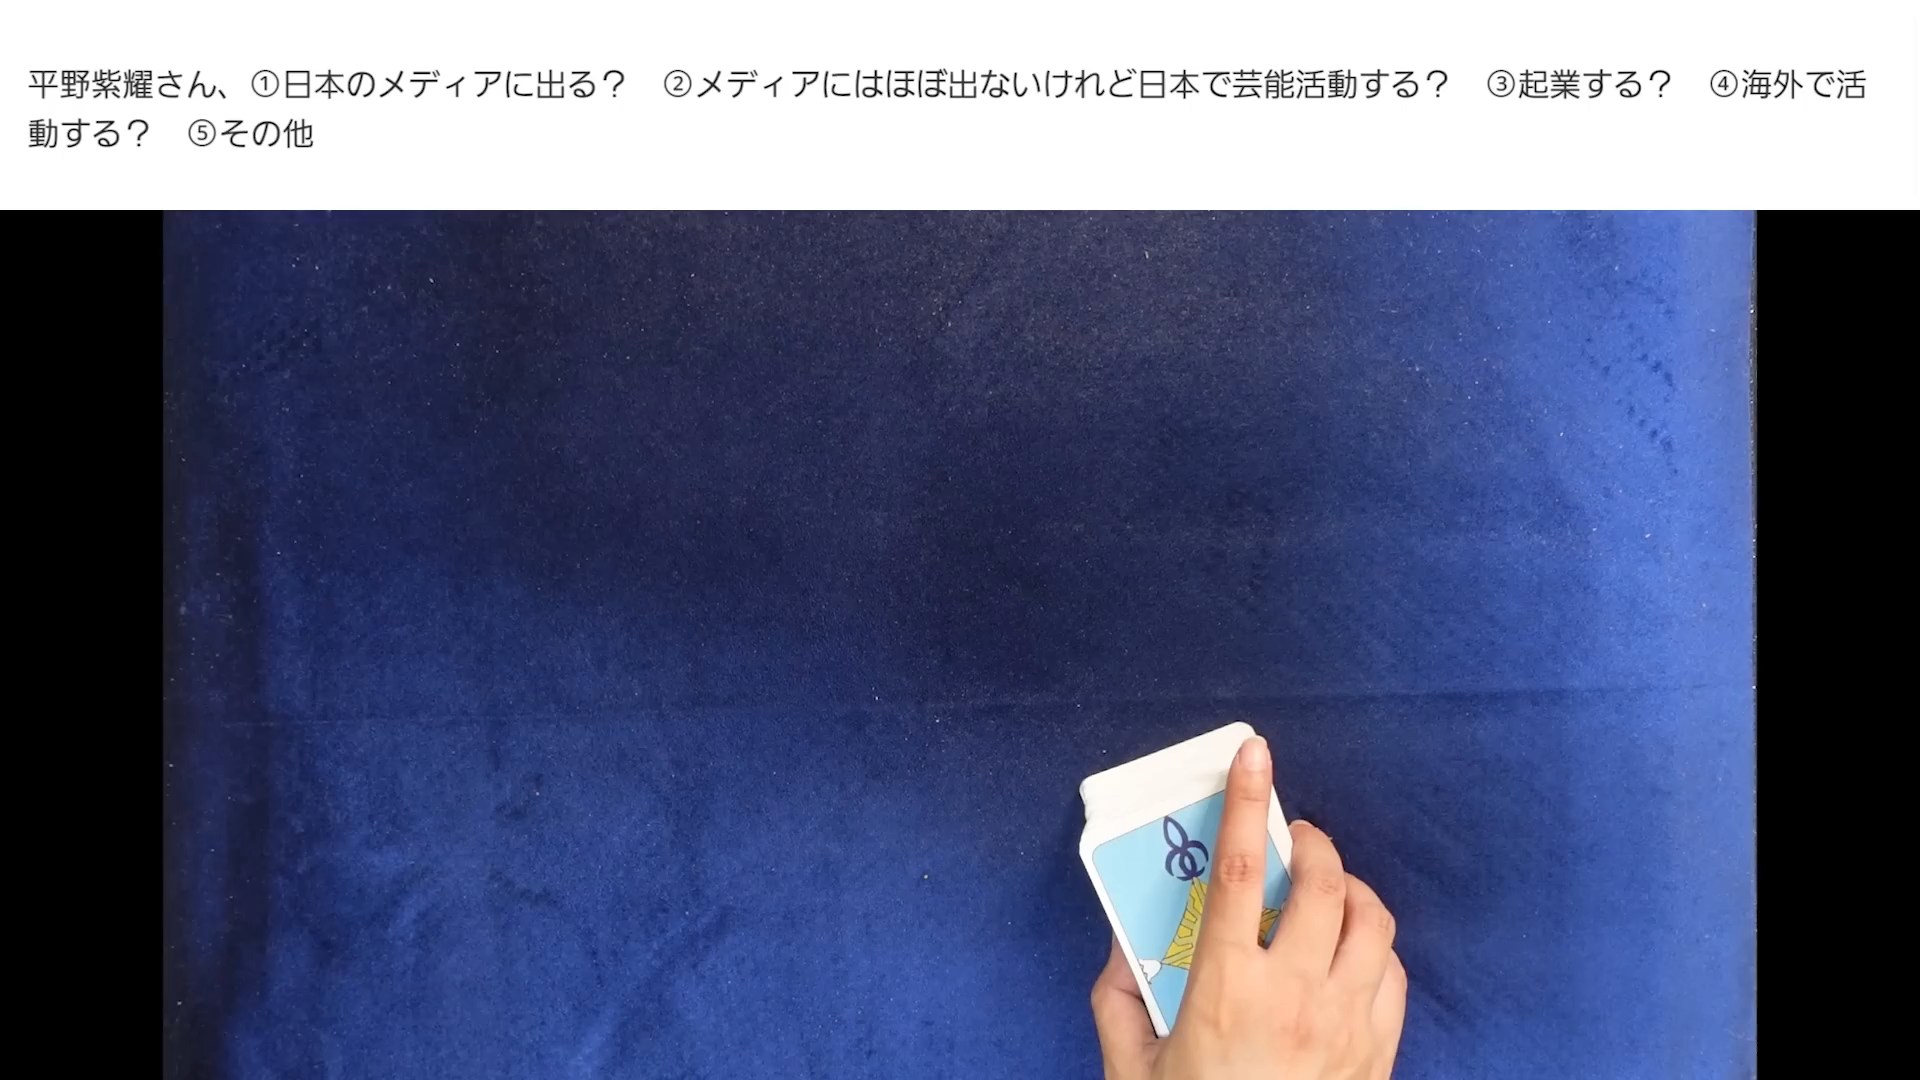 平野紫耀さん、①日本のメディアに出る？　②メディアにはほぼ出ないけれど日本で芸能活動する？　③起業する？　④海外で活
動する？　⑤その他